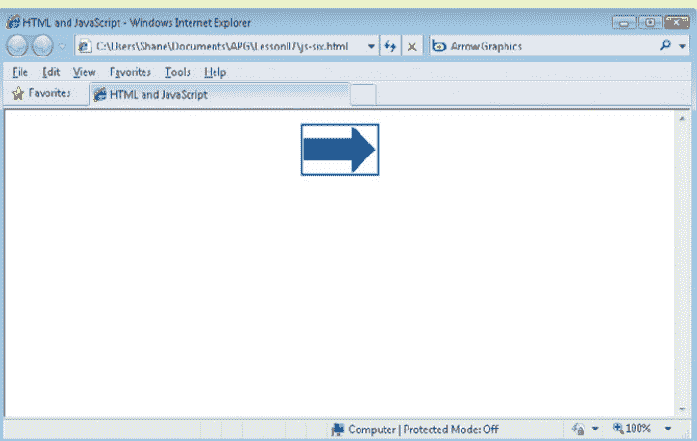 HTML and JavaScript - Windows Internet Explorer
C:\Users\Shane\Documents\APG\Lesson17\js-six.html
ArrowGraphics
File Edit View Favorites Tools Help
Favorites HTML and JavaScript
Computer | Protected Mode: Off 100%